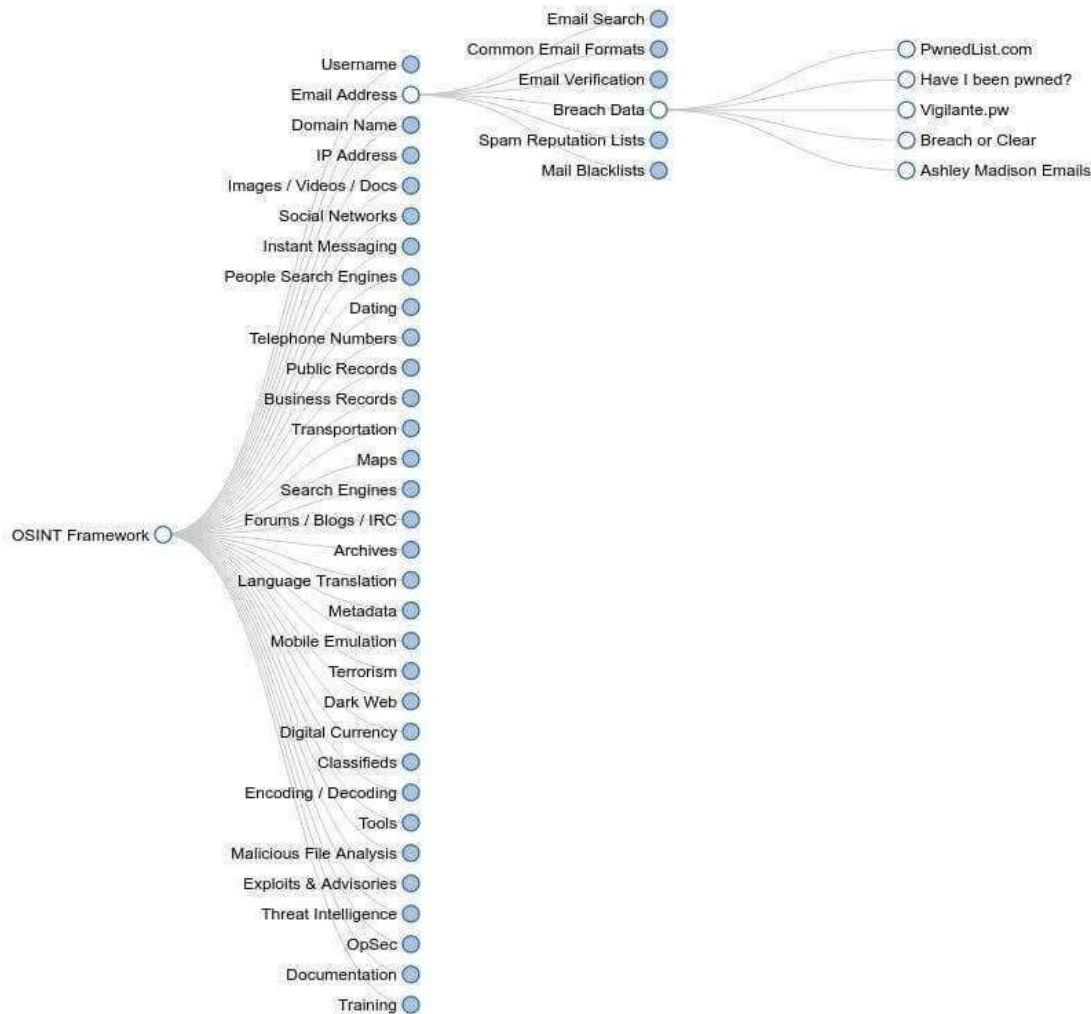 OSINT Framework
Username
Email Address
Domain Name
IP Address
Images / Videos / Docs
Social Networks
Instant Messaging
People Search Engines
Dating
Telephone Numbers
Public Records
Business Records
Transportation
Maps
Search Engines
Forums / Blogs / IRC
Archives
Language Translation
Metadata
Mobile Emulation
Terrorism
Dark Web
Digital Currency
Classifieds
Encoding / Decoding
Tools
Malicious File Analysis
Exploits & Advisories
Threat Intelligence
OpSec
Documentation
Training
Email Search
Common Email Formats
Email Verification
Breach Data
Spam Reputation Lists
Mail Blacklists
PwnedList.com
Have I been pwned?
Vigilante.pw
Breach or Clear
Ashley Madison Emails